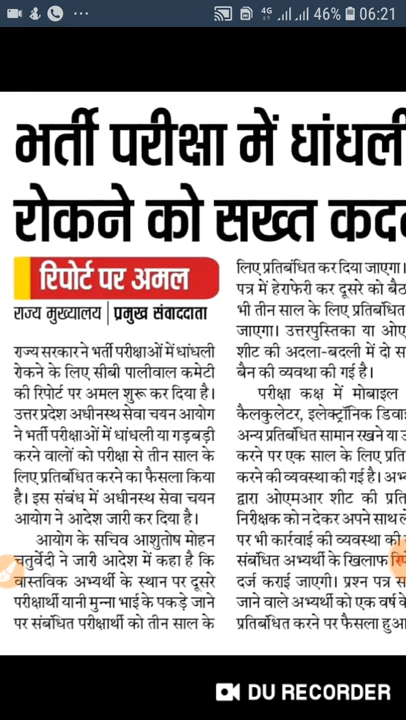 46% 06:21
भर्ती परीक्षा में धांधली
रोकने को सख्त
रिपोर्ट पर अमल
राज्य मुख्यालय | प्रमुख संवाददाता
राज्य सरकार ने भर्ती परीक्षाओं में धांधली
रोकने के लिए सीबी पालीवाल कमेटी
की रिपोर्ट पर अमल शुरू कर दिया है।
उत्तर प्रदेश अधीनस्थ सेवा चयन आयोग
ने भर्ती परीक्षाओं में धांधली या गड़बड़ी
करने वालों को परीक्षा से तीन साल के
लिए प्रतिबंधित करने का फैसला किया
है। इस संबंध में अधीनस्थ सेवा चयन
आयोग ने आदेश जारी कर दिया है।
आयोग के सचिव आशुतोष मोहन
चतुर्वेदी ने जारी आदेश में कहा है कि
वास्तविक अभ्यर्थी के स्थान पर दूसरे
परीक्षार्थी यानी मुन्ना भाई के पकड़े जाने
पर संबंधित परीक्षार्थी को तीन साल के
लिए प्रतिबंधित कर दिया जाएगा।
पत्र में हेराफेरी कर दूसरे को
भी तीन साल के लिए प्रतिबंधित
जाएगा। उत्तरपुस्तिका या
शीट की अदला-बदली में दो
बैन की व्यवथा की गई है।
परीक्षा कक्ष में मोबाइल
कैलकुलेटर, इलेक्ट्रॉनिक
अन्य प्रतिबंधित सामान रखने या
करने पर एक साल के लिए
करने की व्यवस्था की गई है।
द्वारा ओएमआर शीट की
निरीक्षक को न देकर अपने साथ
पर भी कार्रवाई की व्यवस्था की
संबंधित अभ्यर्थी के खिलाफ
दर्ज कराई जाएगी। प्रश्न पत्र
जाने वाले अभ्यर्थी को एक वर्ष
प्रतिबंधित करने पर फैसला हुआ
DU RECORDER